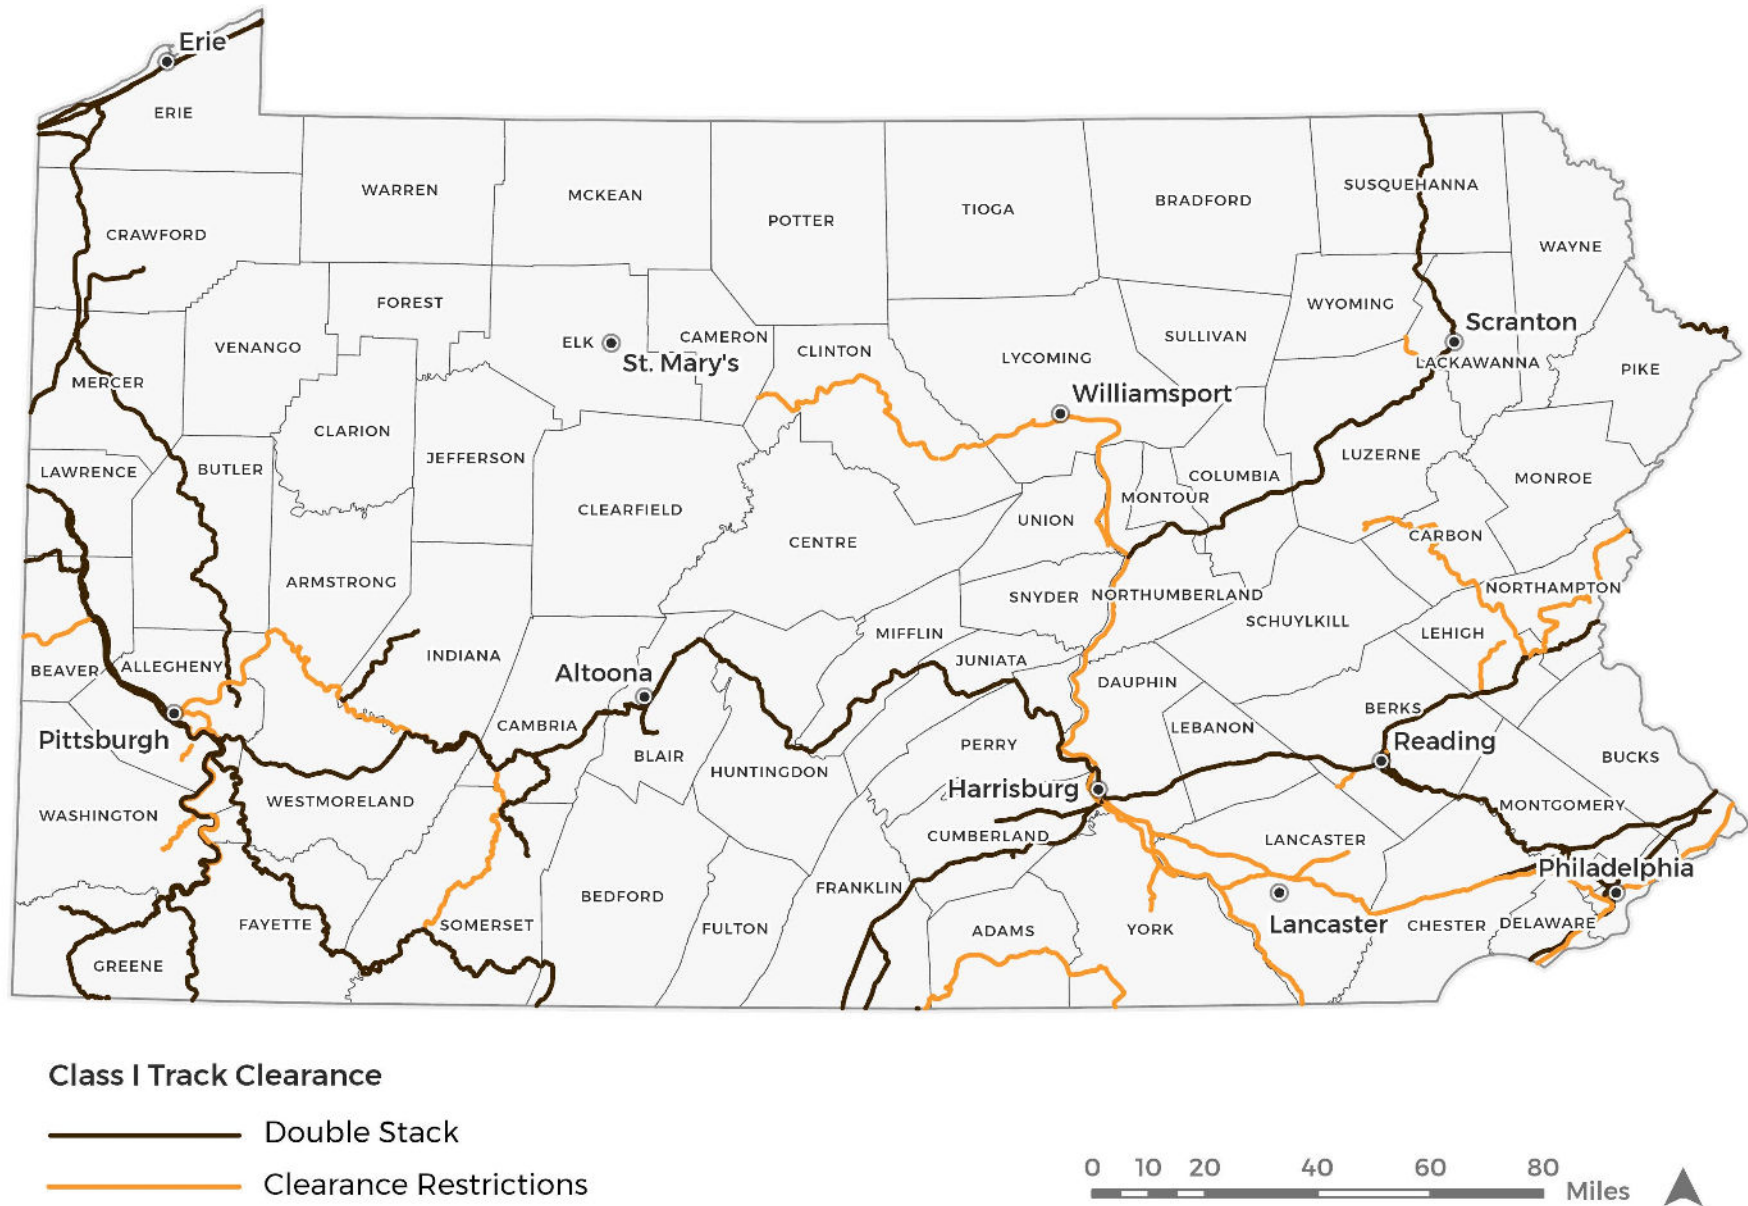 Erie
ERIE
WARREN
MCKEAN
POTTER
TIOGA
BRADFORD
SUSQUEHANNA
WAYNE
CRAWFORD
FOREST
VENANGO
ELK
St. Mary's
CAMERON
CLINTON
LYCOMING
SULLIVAN
WYOMING
Scranton
LACKAWANNA
PIKE
MERCER
Williamsport
CLARION
JEFFERSON
LAWRENCE
BUTLER
CLEARFIELD
CENTRE
UNION
MONTOUR
COLUMBIA
LUZERNE
MONROE
CARBON
ARMSTRONG
SNYDER
NORTHUMBERLAND
SCHUYLKILL
NORTHAMPTON
LEHIGH
BEAVER
ALLEGHENY
INDIANA
Altoona
MIFFLIN
JUNIATA
DAUPHIN
LEBANON
BERKS
Pittsburgh
CAMBRIA
BLAIR
HUNTINGDON
PERRY
Reading
BUCKS
WASHINGTON
WESTMORELAND
Harrisburg
CUMBERLAND
LANCASTER
MONTGOMERY
Philadelphia
FAYETTE
SOMERSET
BEDFORD
FULTON
FRANKLIN
ADAMS
YORK
Lancaster
CHESTER
DELAWARE
GREENE
Class I Track Clearance
Double Stack
Clearance Restrictions
0 10 20 40 60 80
Miles